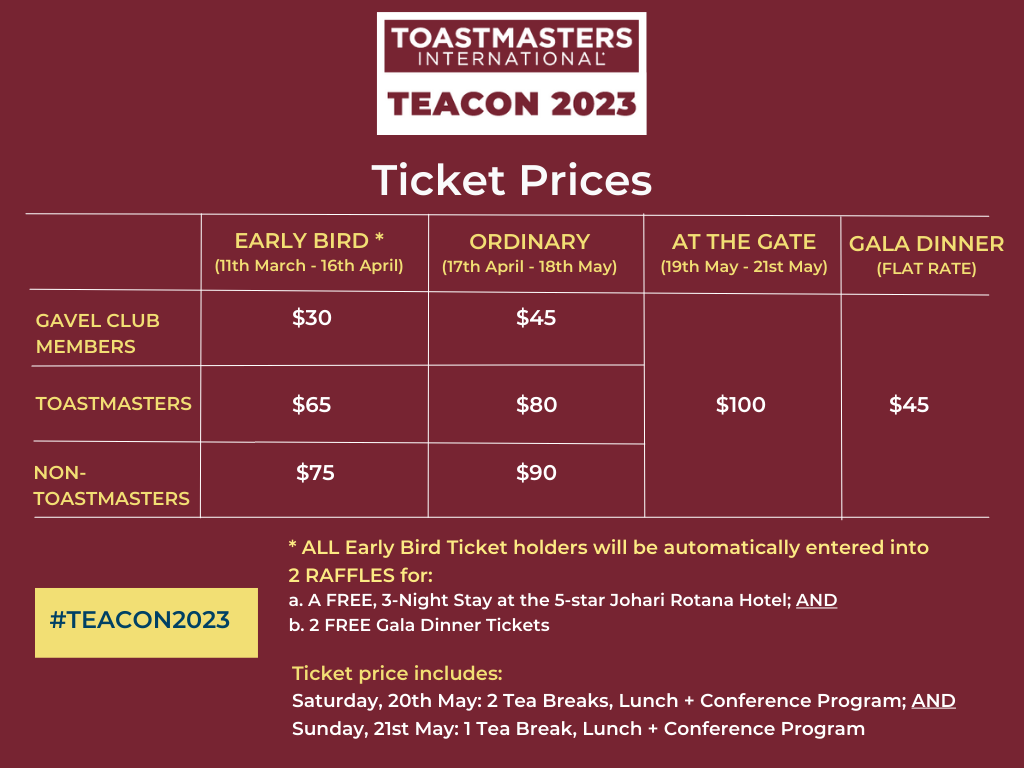 TOASTMASTERS
INTERNATIONAL
TEACON 2023
Ticket Prices
EARLY BIRD * ORDINARY AT THE GATE GALA DINNER
(11th March - 16th April) (17th April - 18th May) (19th May - 21st May) (FLAT RATE)
GAVEL CLUB $30 $45
MEMBERS
TOASTMASTERS $65 $80 $100 $45
NON- $75 $90
TOASTMASTERS
* ALL Early Bird Ticket holders will be automatically entered into
2 RAFFLES for:
a. A FREE, 3-Night Stay at the 5-star Johari Rotana Hotel; AND
b. 2 FREE Gala Dinner Tickets
#TEACON2023
Ticket price includes:
Saturday, 20th May: 2 Tea Breaks, Lunch + Conference Program; AND
Sunday, 21st May: 1 Tea Break, Lunch + Conference Program